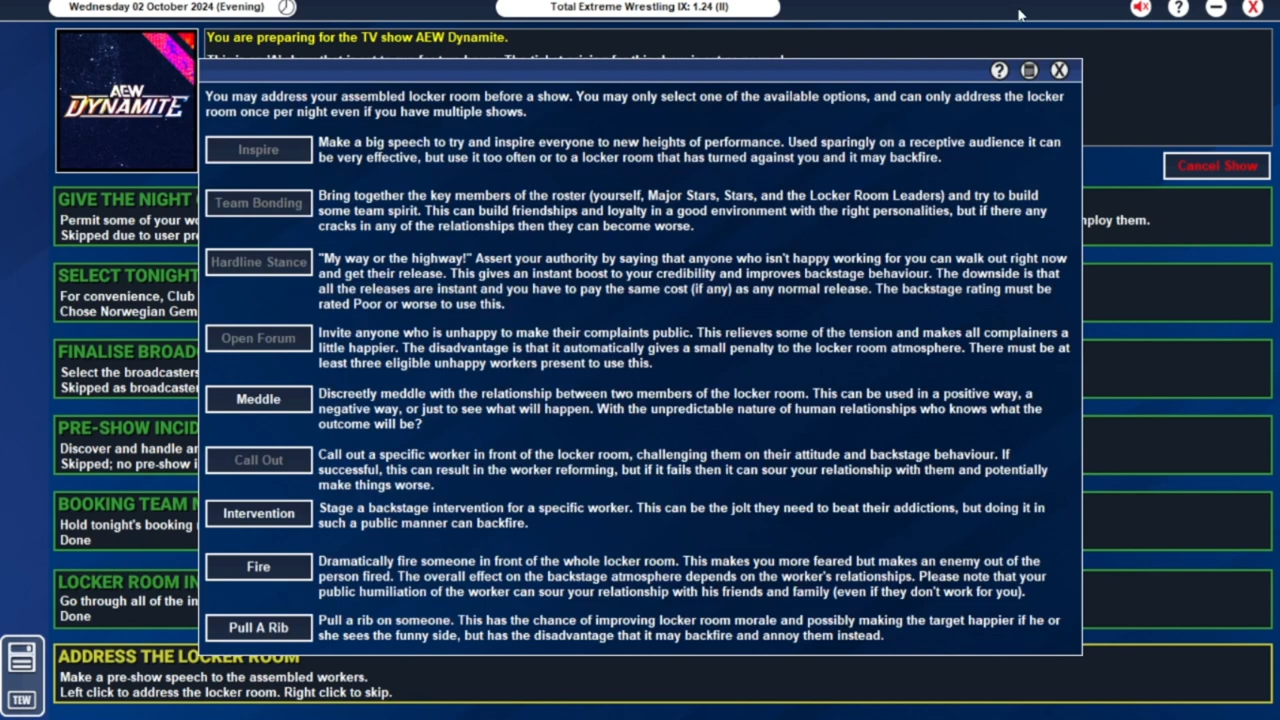 Wednesday 02 October 2024 (Evening)
Total Extreme Wrestling IX: 1.24 (II)
AEW
DYNAMITE
You are preparing for the TV show AEW Dynamite.
You may address your assembled locker room before a show. You may only select one of the available options, and can only address the locker
room once per night even if you have multiple shows.
Inspire
Make a big speech to try and inspire everyone to new heights of performance. Used sparingly on a receptive audience it can
be very effective, but use it too often or to a locker room that has turned against you and it may backfire.
Cancel Show
Team Bonding
Bring together the key members of the roster (yourself, Major Stars, Stars, and the Locker Room Leaders) and try to build
some team spirit. This can build friendships and loyalty in a good environment with the right personalities, but if there any
cracks in any of the relationships then they can become worse.
GIVE THE NIGHT
Permit some of your
ploy them.
Skipped due to user
Hardline Stance
"My way or the highway!" Assert your authority by saying that anyone who isn't happy working for you can walk out right now
and get their release. This gives an instant boost to your credibility and improves backstage behaviour. The downside is that
all the releases are instant and you have to pay the same cost (if any) as any normal release. The backstage rating must be
rated Poor or worse to use this.
SELECT TONIGHT
For convenience, Club
Chose Norwegian Gem
Open Forum
Invite anyone who is unhappy to make their complaints public. This relieves some of the tension and makes all complainers a
little happier. The disadvantage is that it automatically gives a small penalty to the locker room atmosphere. There must be at
least three eligible unhappy workers present to use this.
FINALISE BROAD
Select the broadcasters
Skipped as broadcaster
Meddle
Discreetly meddle with the relationship between two members of the locker room. This can be used in a positive way, a
negative way, or just to see what will happen. With the unpredictable nature of human relationships who knows what the
outcome will be?
PRE-SHOW INCID
Discover and handle ar
Skipped; no pre-show i
Call Out
Call out a specific worker in front of the locker room, challenging them on their attitude and backstage behaviour. If
successful, this can result in the worker reforming, but if it fails then it can sour your relationship with them and potentially
make things worse.
BOOKING TEAM
Hold tonight's booking
Done
Intervention
Stage a backstage intervention for a specific worker. This can be the jolt they need to beat their addictions, but doing it in
such a public manner can backfire.
Fire
Dramatically fire someone in front of the whole locker room. This makes you more feared but makes an enemy out of the
person fired. The overall effect on the backstage atmosphere depends on the worker's relationships. Please note that your
public humiliation of the worker can sour your relationship with his friends and family (even if they don't work for you).
LOCKER ROOM IN
Go through all of the in
Done
Pull A Rib
Pull a rib on someone. This has the chance of improving locker room morale and possibly making the target happier if he or
she sees the funny side, but has the disadvantage that it may backfire and annoy them instead.
ADDRESS THE LOCKER ROOM
Make a pre-show speech to the assembled workers.
Left click to address the locker room. Right click to skip.
TEW